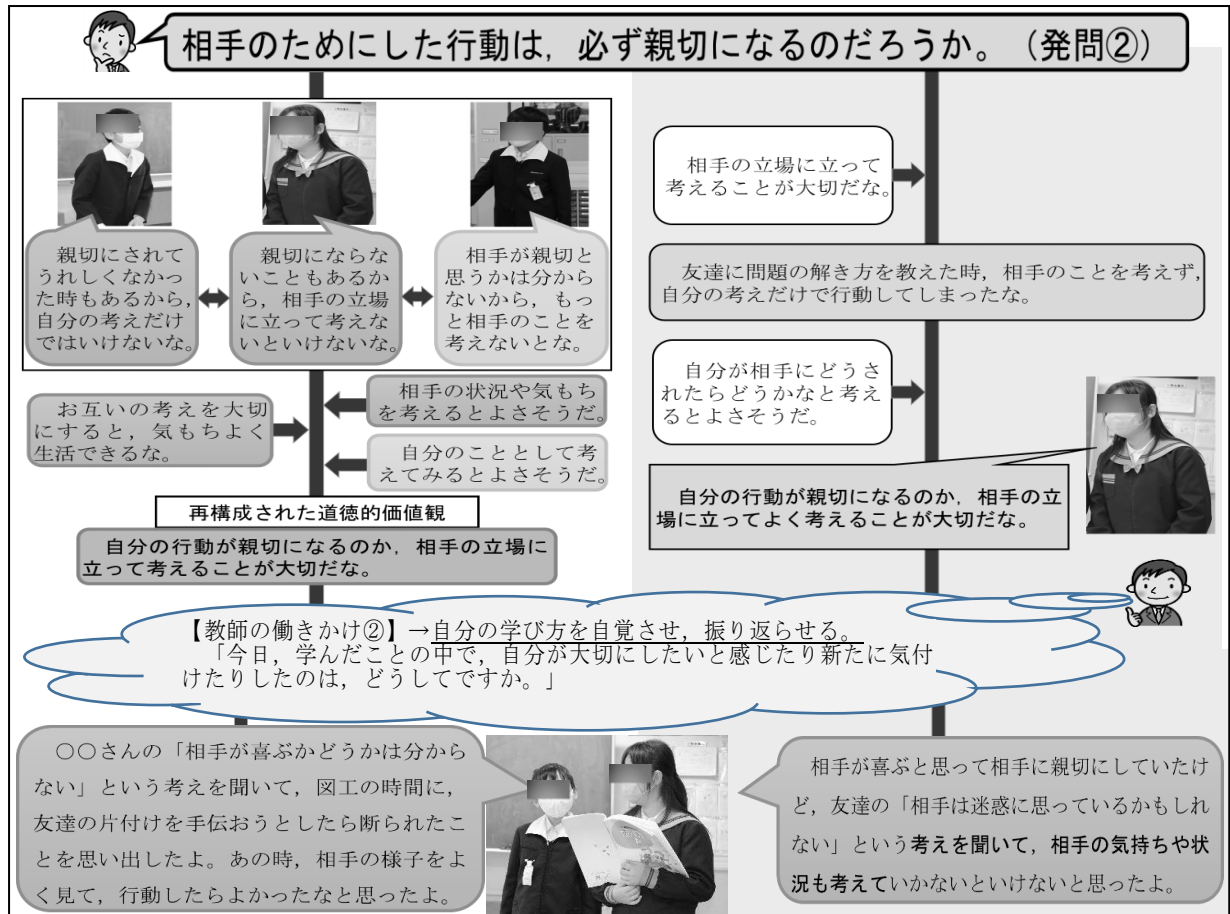 相手のためにした行動は，必ず親切になるのだろうか。（発問②）
親切にされて
うれしくなかっ
た時もあるから，
自分の考えだけ
ではいけないな。
親切にならな
いこともあるか
ら，相手の立場
に立って考えな
いといけないな。
相手が親切と
思うかは分から
ないから，もっ
と相手のことを
考えないとな。
相手の状況や気もち
を考えるとよさそうだ。
お互いの考えを大切
にすると，気もちよく
生活できるな。
自分のこととして考
えてみるとよさそうだ。
再構成された道徳的価値観
自分の行動が親切になるのか，相手の立場に
立って考えることが大切だな。
相手の立場に立って
考えることが大切だな。
友達に問題の解き方を教えた時，相手のことを考えず，
自分の考えだけで行動してしまったな。
自分が相手にどうさ
れたらどうかなと考え
るとよさそうだ。
自分の行動が親切になるのか，相手の立
場に立ってよく考えることが大切だな。
【教師の働きかけ②】→自分の学び方を自覚させ，振り返らせる。
「今日，学んだことの中で，自分が大切にしたいと感じたり新たに気付
けたりしたのは，どうしてですか。」
〇〇さんの「相手が喜ぶかどうかは分から
ない」という考えを聞いて，図工の時間に，
友達の片付けを手伝おうとしたら断られたこ
とを思い出したよ。あの時，相手の様子をよ
く見て，行動したらよかったなと思ったよ。
相手が喜ぶと思って相手に親切にしていたけ
ど，友達の「相手は迷惑に思っているかもしれ
ない」という考えを聞いて，相手の気持ちや状
況も考えていかないといけないと思ったよ。